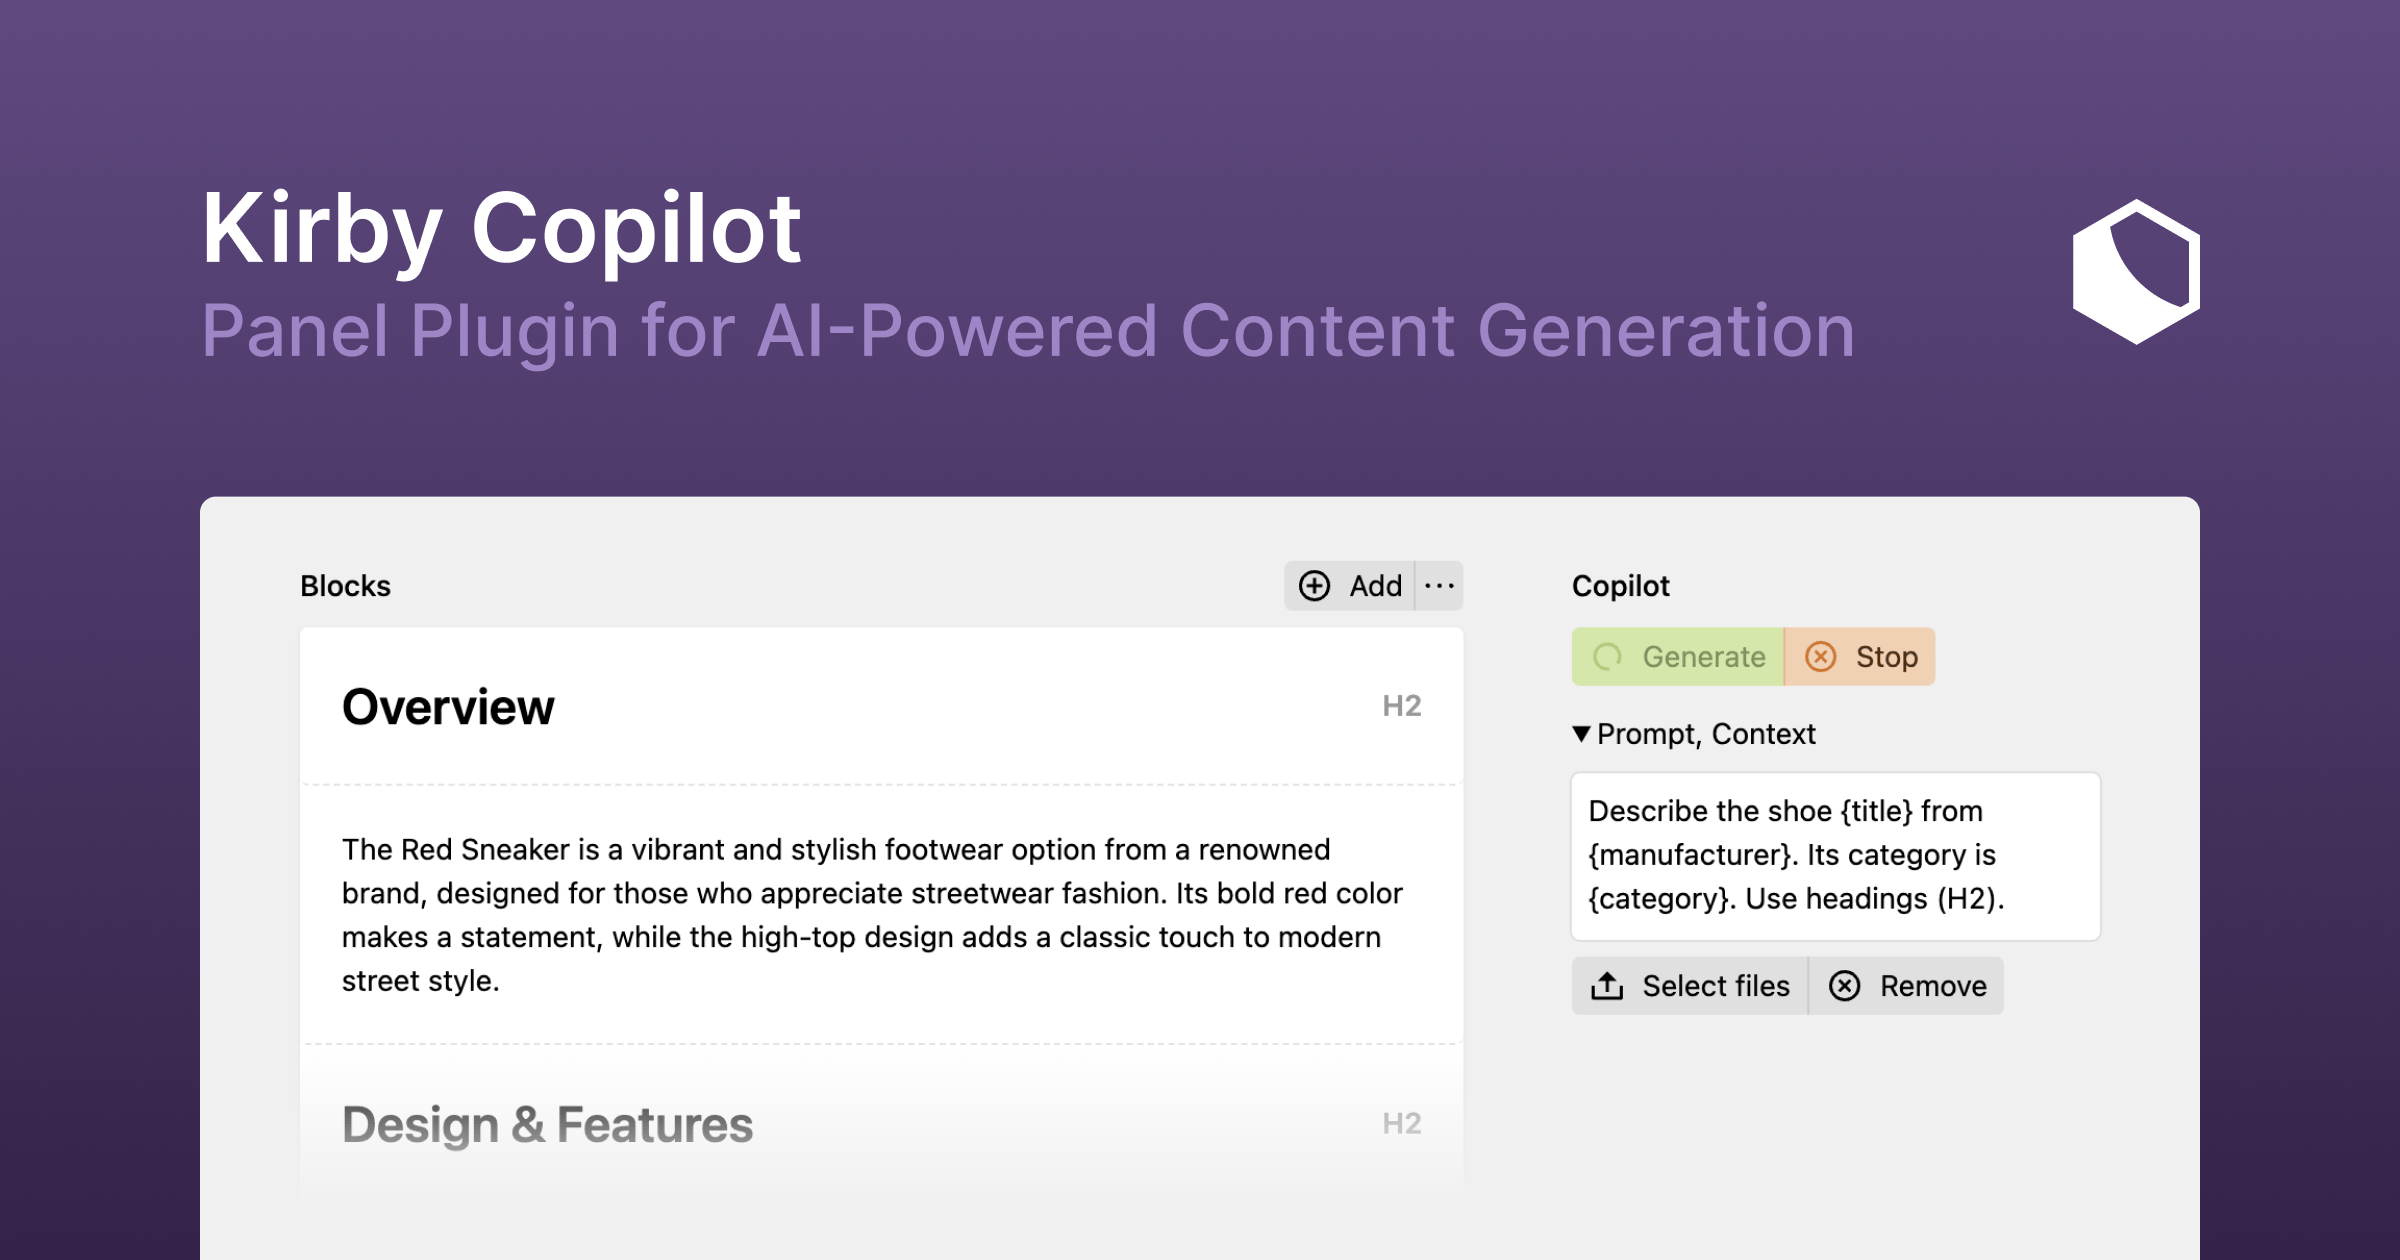 Kirby Copilot
Panel Plugin for AI-Powered Content Generation
Blocks
Add
Overview
H2
The Red Sneaker is a vibrant and stylish footwear option from a renowned
brand, designed for those who appreciate streetwear fashion. Its bold red color
makes a statement, while the high-top design adds a classic touch to modern
street style.
Design & Features
H2
Copilot
Generate
Stop
Prompt, Context
Describe the shoe {title} from
{manufacturer}. Its category is
{category}. Use headings (H2).
Select files
Remove